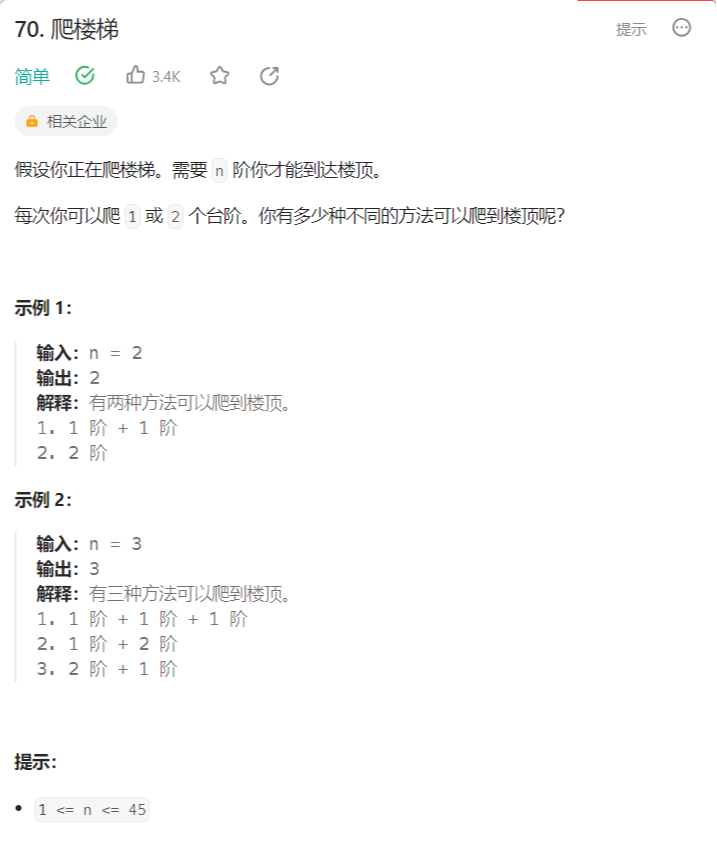 70. 爬楼梯
提示
简单
3.4K
相关企业
假设你正在爬楼梯。需要 n 阶你才能到达楼顶。
每次你可以爬 1 或 2 个台阶。你有多少种不同的方法可以爬到楼顶呢?
示例 1:
输入: n = 2
输出: 2
解释: 有两种方法可以爬到楼顶。
1. 1 阶 + 1 阶
2. 2 阶
示例 2:
输入: n = 3
输出: 3
解释: 有三种方法可以爬到楼顶。
1. 1 阶 + 1 阶 + 1 阶
2. 1 阶 + 2 阶
3. 2 阶 + 1 阶
提示:
• 1 <= n <= 45